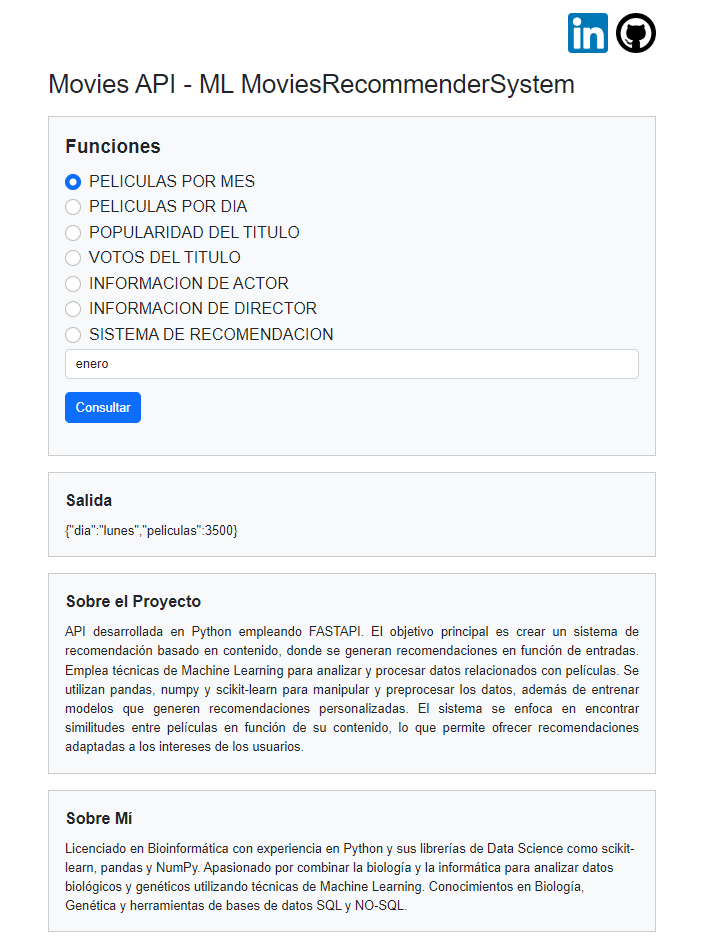 in
Movies API - ML MoviesRecommenderSystem
Funciones
PELICULAS POR MES
PELICULAS POR DIA
POPULARIDAD DEL TITULO
VOTOS DEL TITULO
INFORMACION DE ACTOR
INFORMACION DE DIRECTOR
SISTEMA DE RECOMENDACION
enero
Consultar
Salida
{"dia":"lunes","peliculas":3500}
Sobre el Proyecto
API desarrollada en Python empleando FASTAPI. El objetivo principal es crear un sistema de
recomendación basado en contenido, donde se generan recomendaciones en función de entradas.
Emplea técnicas de Machine Learning para analizar y procesar datos relacionados con películas. Se
utilizan pandas, numpy y scikit-learn para manipular y preprocesar los datos, además de entrenar
modelos que generen recomendaciones personalizadas. El sistema se enfoca en encontrar
similitudes entre películas en función de su contenido, lo que permite ofrecer recomendaciones
adaptadas a los intereses de los usuarios.
Sobre Mí
Licenciado en Bioinformática con experiencia en Python y sus librerías de Data Science como scikit-
learn, pandas y NumPy. Apasionado por combinar la biología y la informática para analizar datos
biológicos y genéticos utilizando técnicas de Machine Learning. Conocimientos en Biología,
Genética y herramientas de bases de datos SQL y NO-SQL.